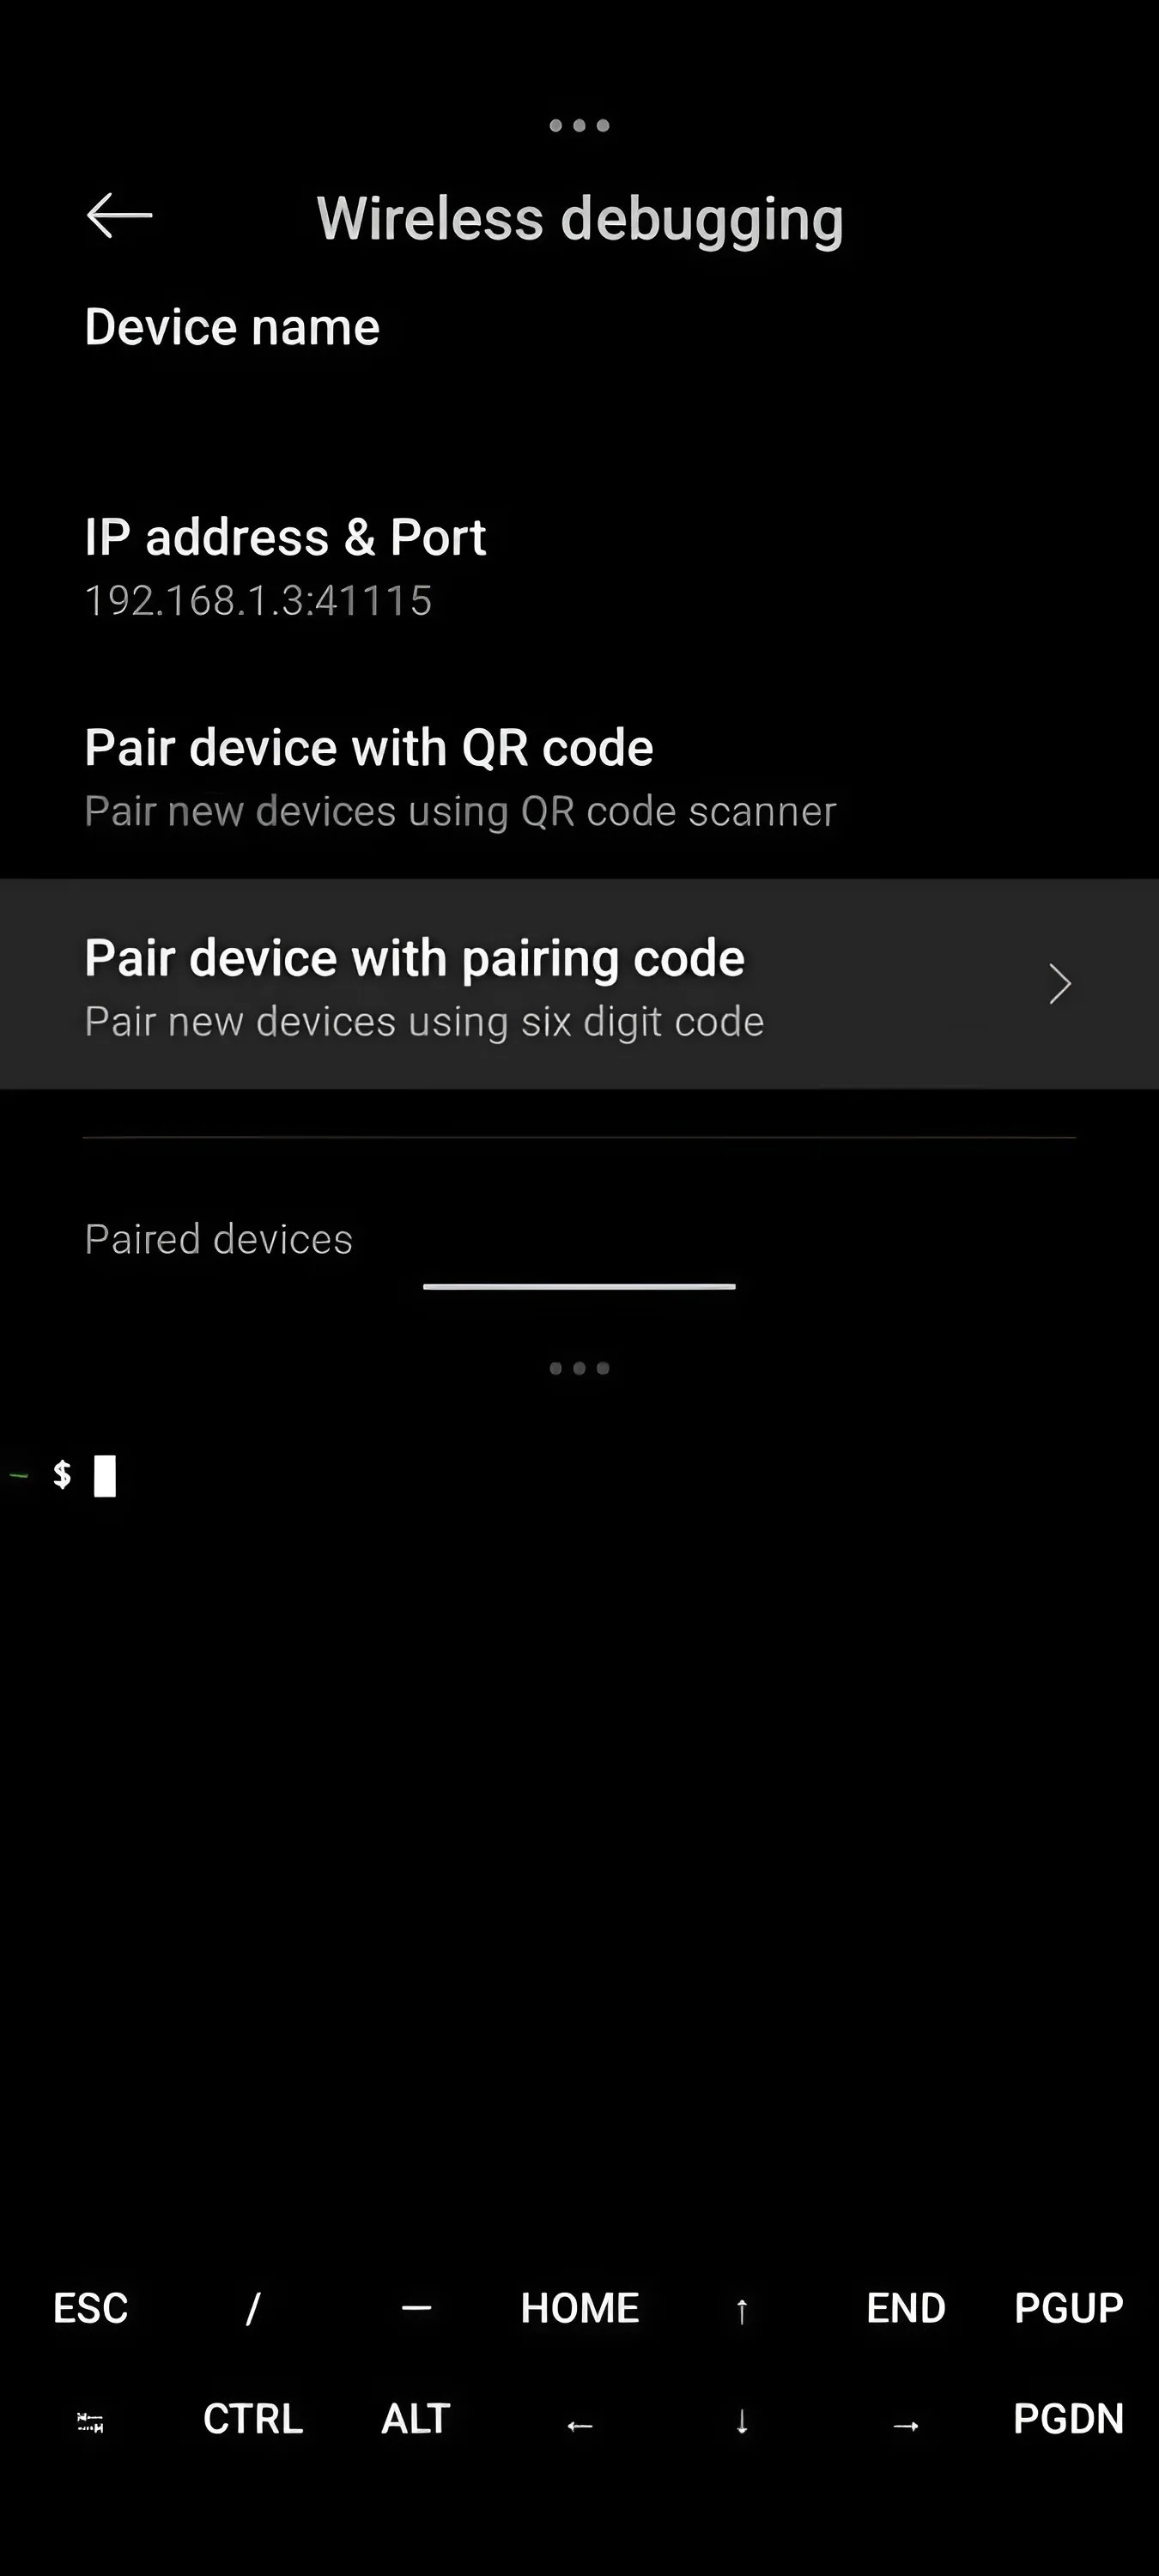 Wireless debugging
Device name
IP address & Port
192.168.1.3:41115
Pair device with QR code
Pair new devices using QR code scanner
Pair device with pairing code
Pair new devices using six digit code
Paired devices
~ $
ESC / — HOME ↑ END PGUP
↹ CTRL ALT ← ↓ → PGDN